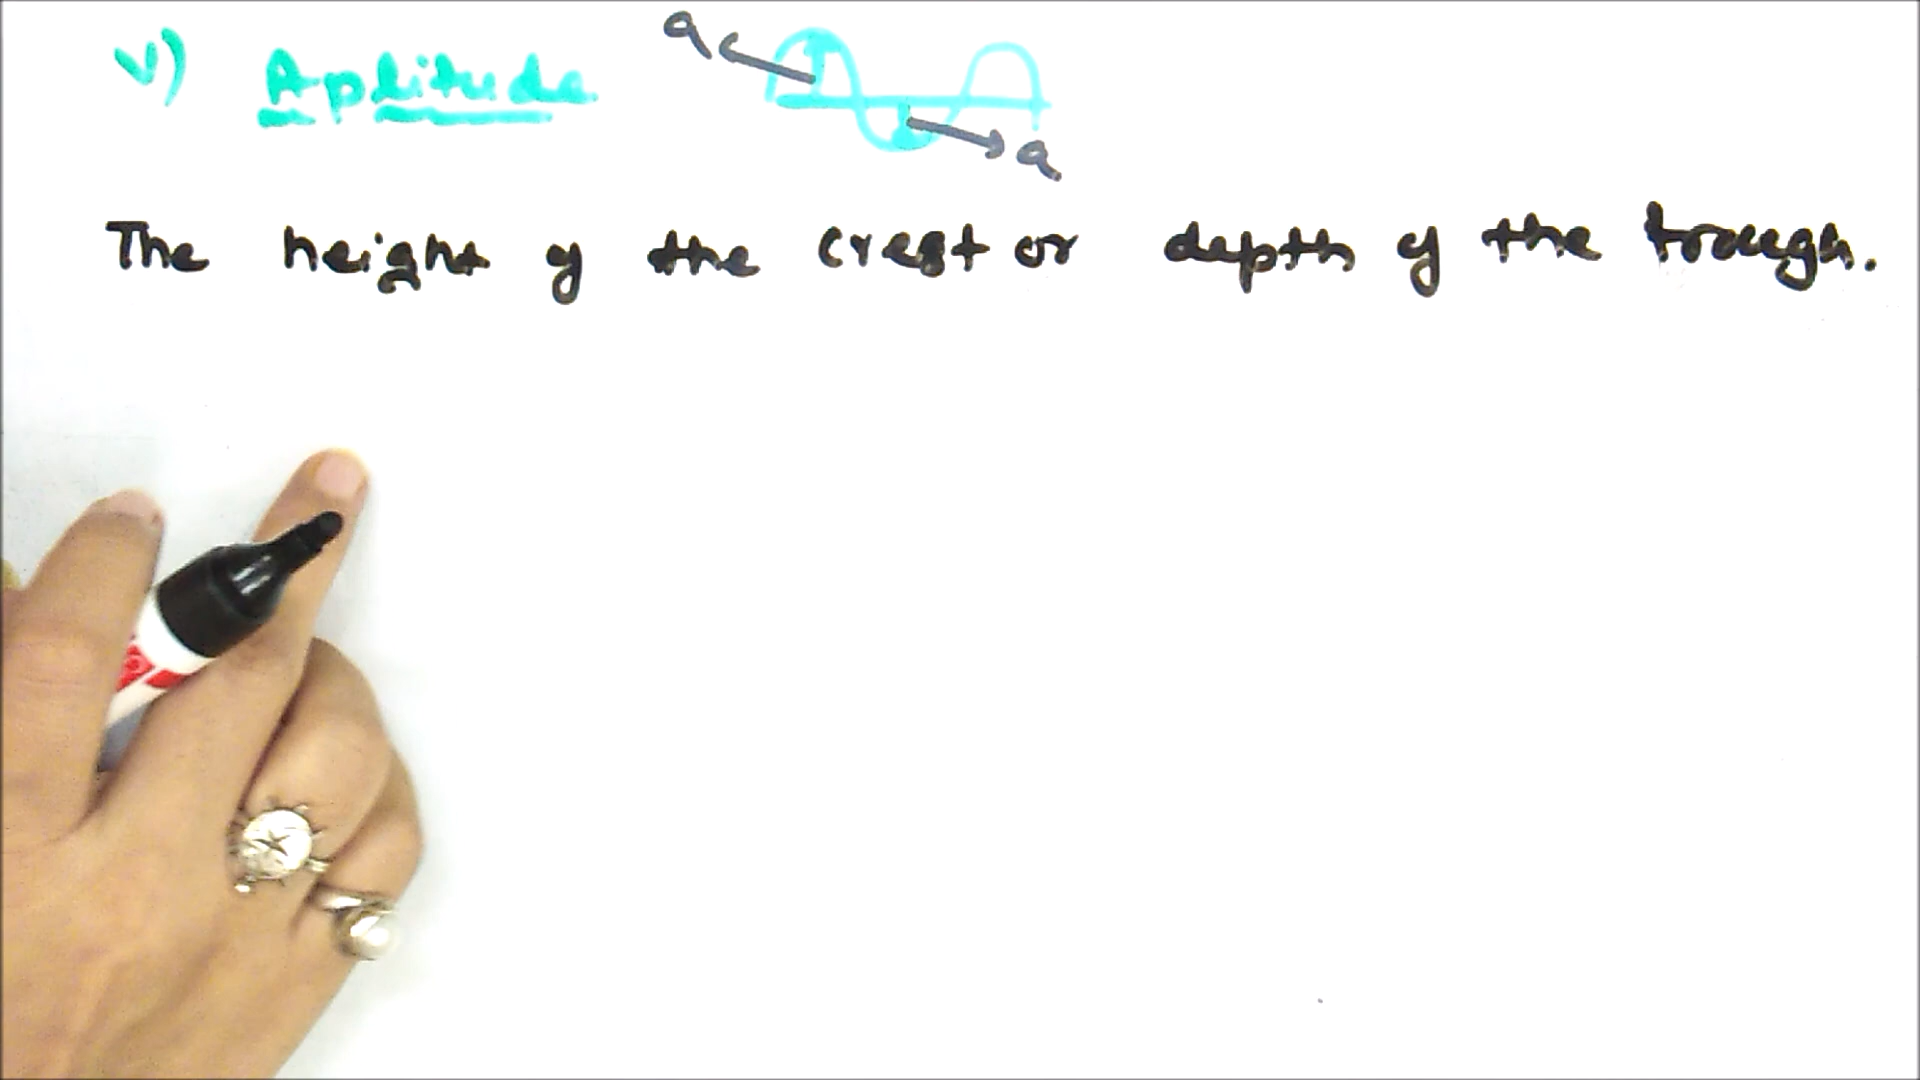 v) Aplitude a a
The height of the crest or depth of the trough.